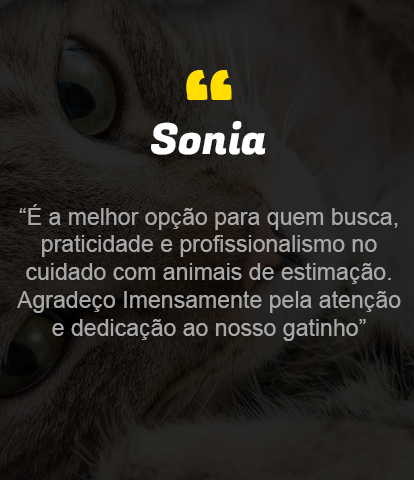 ❝
Sonia
“É a melhor opção para quem busca,
praticidade e profissionalismo no
cuidado com animais de estimação.
Agradeço Imensamente pela atenção
e dedicação ao nosso gatinho”